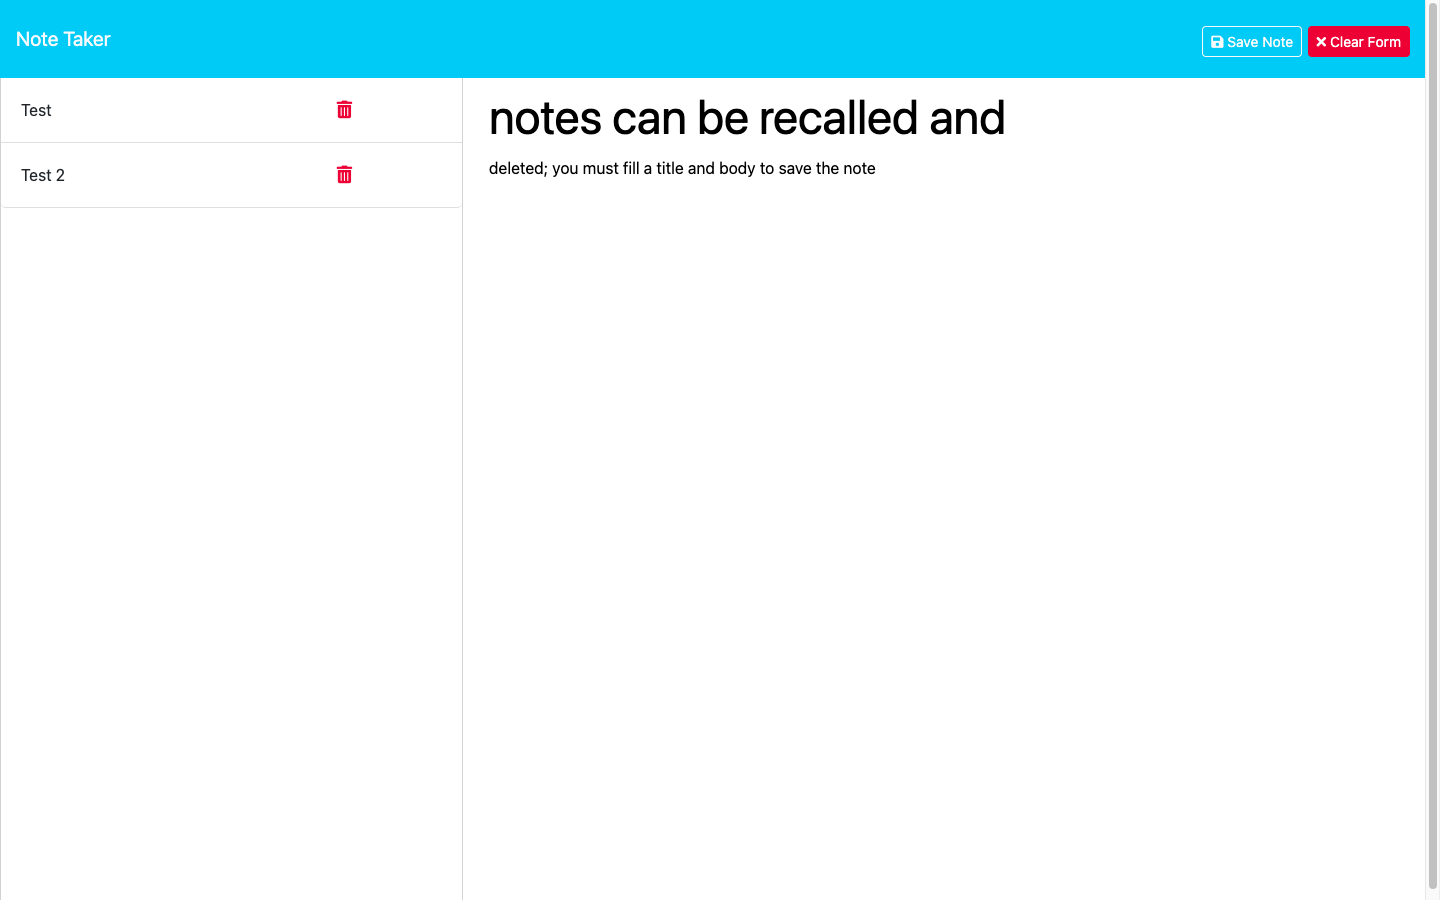 Note Taker
Save Note
Clear Form
Test
Test 2
notes can be recalled and
deleted; you must fill a title and body to save the note